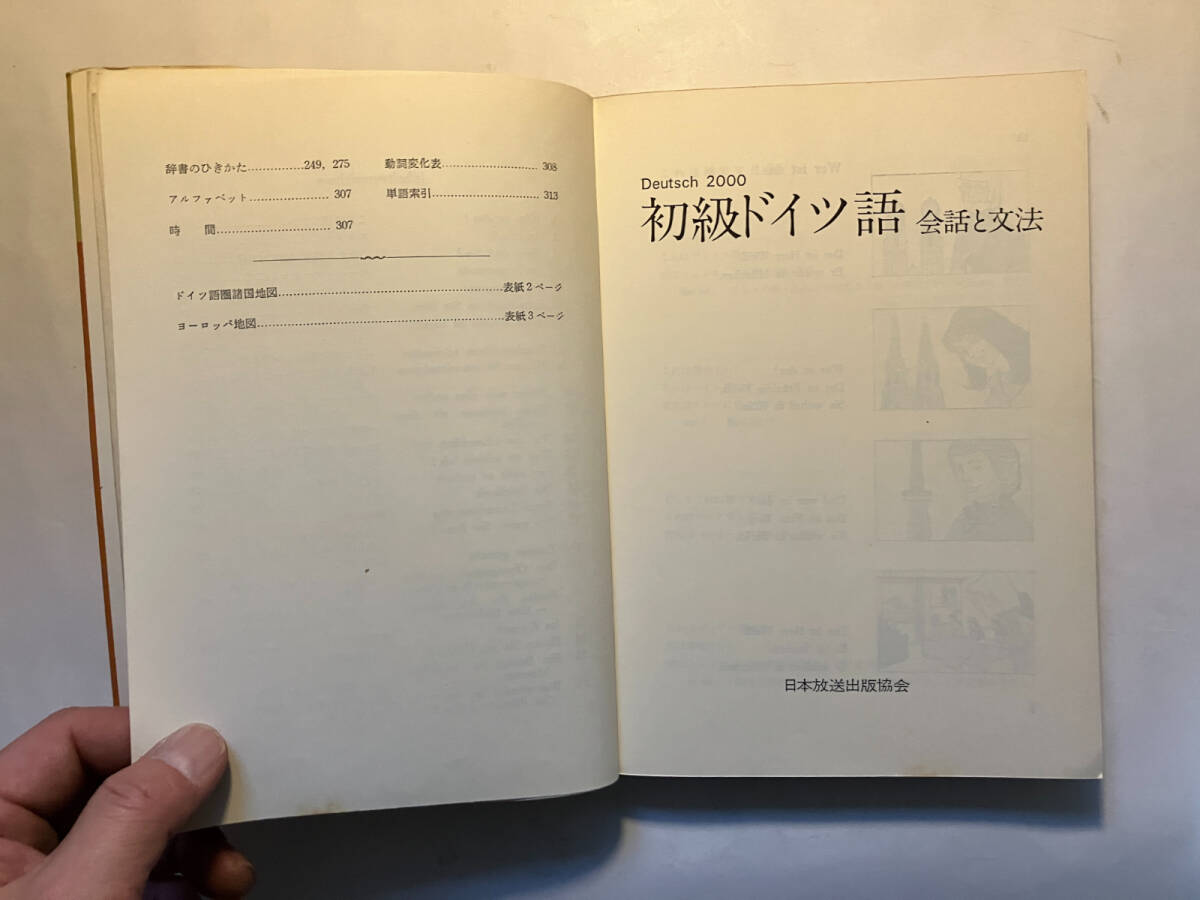 辞書のひきかた................249, 275
アルファベット....................... 307
時　　間............................. 307
動詞変化表............................ 308
単語索引............................... 313
ドイツ語圏諸国地図..................................................................表紙2ページ
ヨーロッパ地図........................................................................表紙3ページ
Deutsch 2000
初級ドイツ語 会話と文法
日本放送出版協会